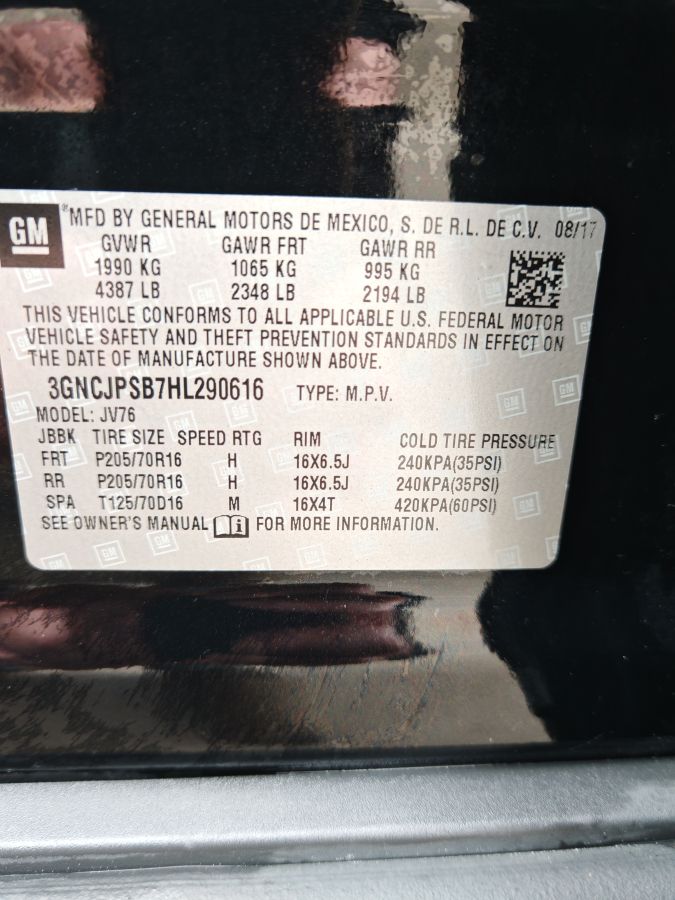 GM ®MFD BY GENERAL MOTORS DE MEXICO, S. DE R.L. DE C.V. 08/17
GVWR GAWR FRT GAWR RR
1990 KG 1065 KG 995 KG
4387 LB 2348 LB 2194 LB
THIS VEHICLE CONFORMS TO ALL APPLICABLE U.S. FEDERAL MOTOR
VEHICLE SAFETY AND THEFT PREVENTION STANDARDS IN EFFECT ON
THE DATE OF MANUFACTURE SHOWN ABOVE.
3GNCJPSB7HL290616 TYPE: M.P.V.
MODEL: JV76
JBBK TIRE SIZE SPEED RTG RIM COLD TIRE PRESSURE
FRT P205/70R16 H 16X6.5J 240KPA(35PSI)
RR P205/70R16 H 16X6.5J 240KPA(35PSI)
SPA T125/70D16 M 16X4T 420KPA(60PSI)
SEE OWNER'S MANUAL FOR MORE INFORMATION.